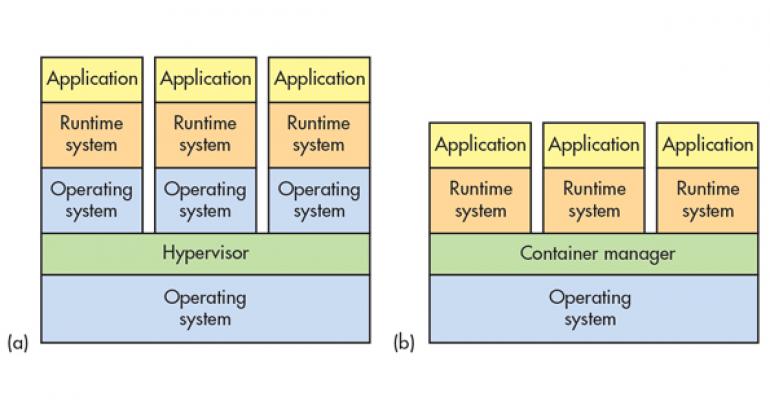 Application Application Application
Runtime Runtime Runtime
system system system
Operating Operating Operating
system system system
Hypervisor
Operating
system
(a)
Application Application Application
Runtime Runtime Runtime
system system system
Container manager
Operating
system
(b)